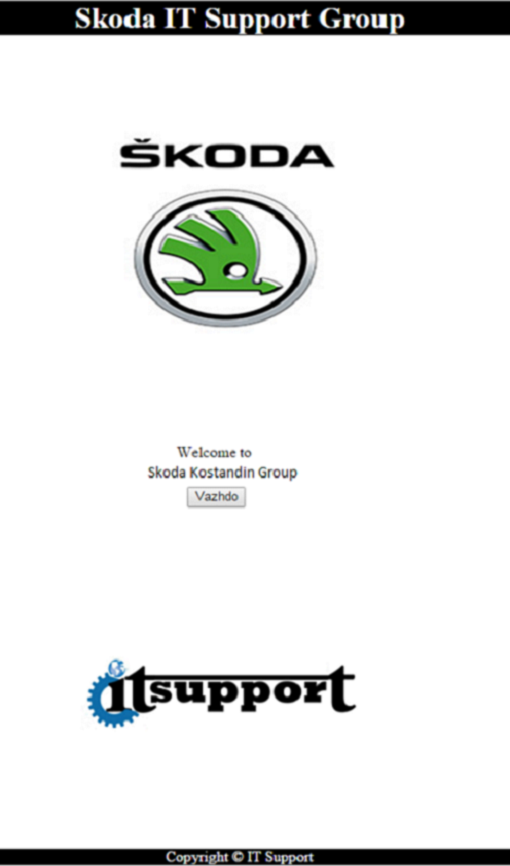 Skoda IT Support Group
ŠKODA
Welcome to
Skoda Kostandin Group
Vazhdo
itsupport
Copyright © IT Support